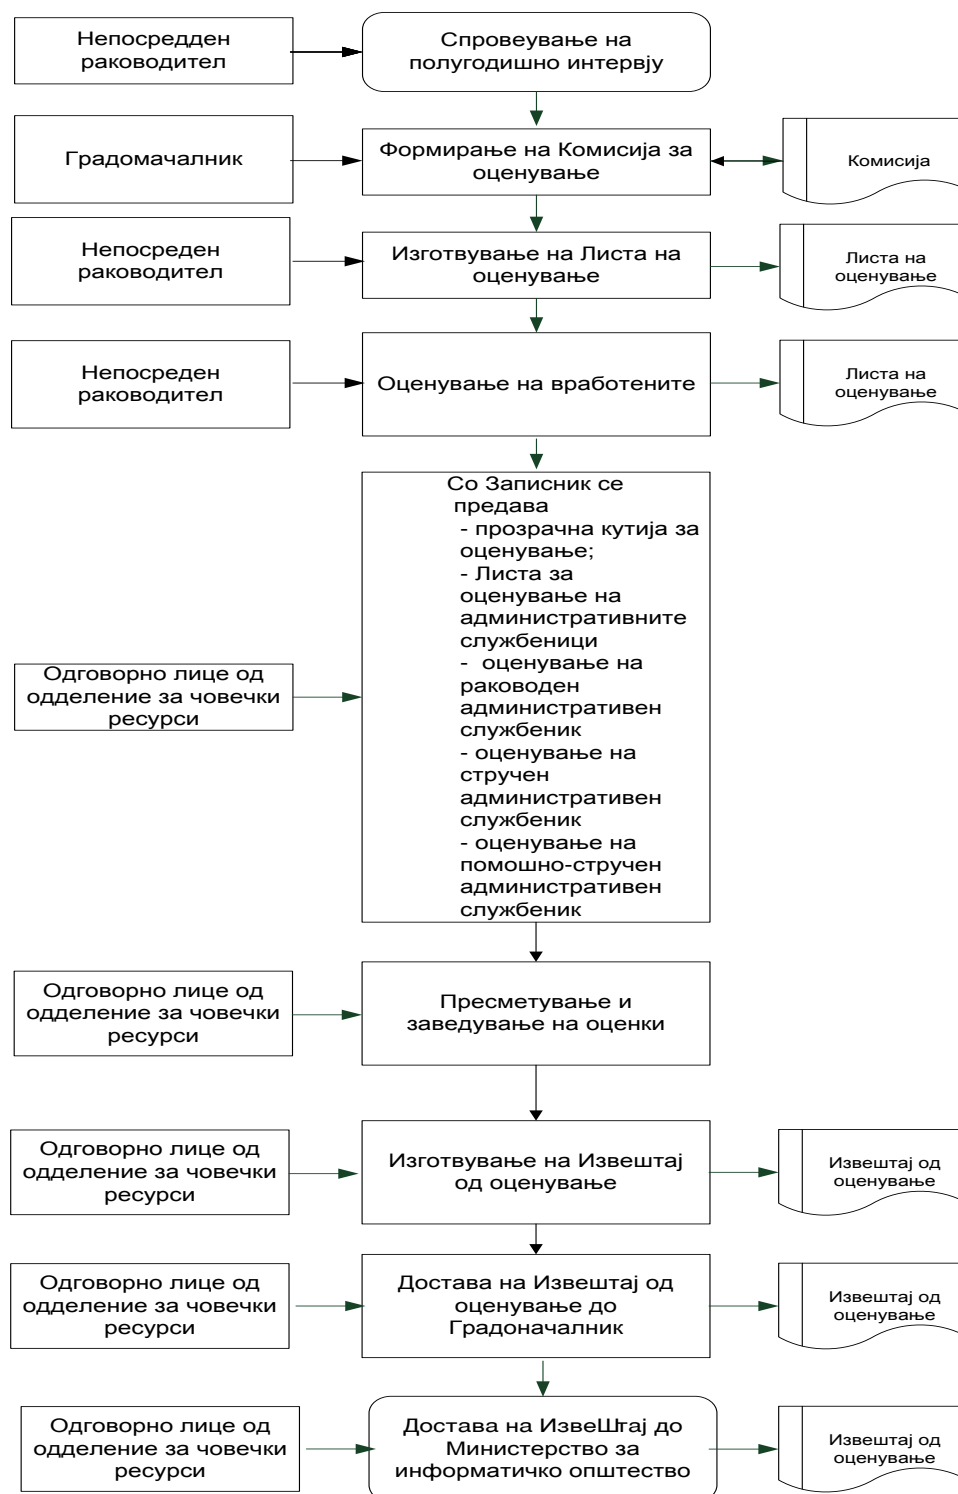 Непосредден
раководител
Спровеување на
полугодишно интервју
Градомачалник
Формирање на Комисија за
оценување
Комисија
Непосреден
раководител
Изготвување на Листа на
оценување
Листа на
оценување
Непосреден
раководител
Оценување на вработените
Листа на
оценување
Одговорно лице од
одделение за човечки
ресурси
Со Записник се
предава
- прозрачна кутија за
оценување;
- Листа за
оценување на
административните
службеници
- оценување на
раководен
административен
службеник
- оценување на
стручен
административен
службеник
- оценување на
помошно-стручен
административен
службеник
Одговорно лице од
одделение за човечки
ресурси
Пресметување и
заведување на оценки
Одговорно лице од
одделение за човечки
ресурси
Изготвување на Извештај
од оценување
Извештај од
оценување
Одговорно лице од
одделение за човечки
ресурси
Достава на Извештај од
оценување до
Градоначалник
Извештај од
оценување
Одговорно лице од
одделение за човечки
ресурси
Достава на ИзвеШтај до
Министерство за
информатичко општество
Извештај од
оценување